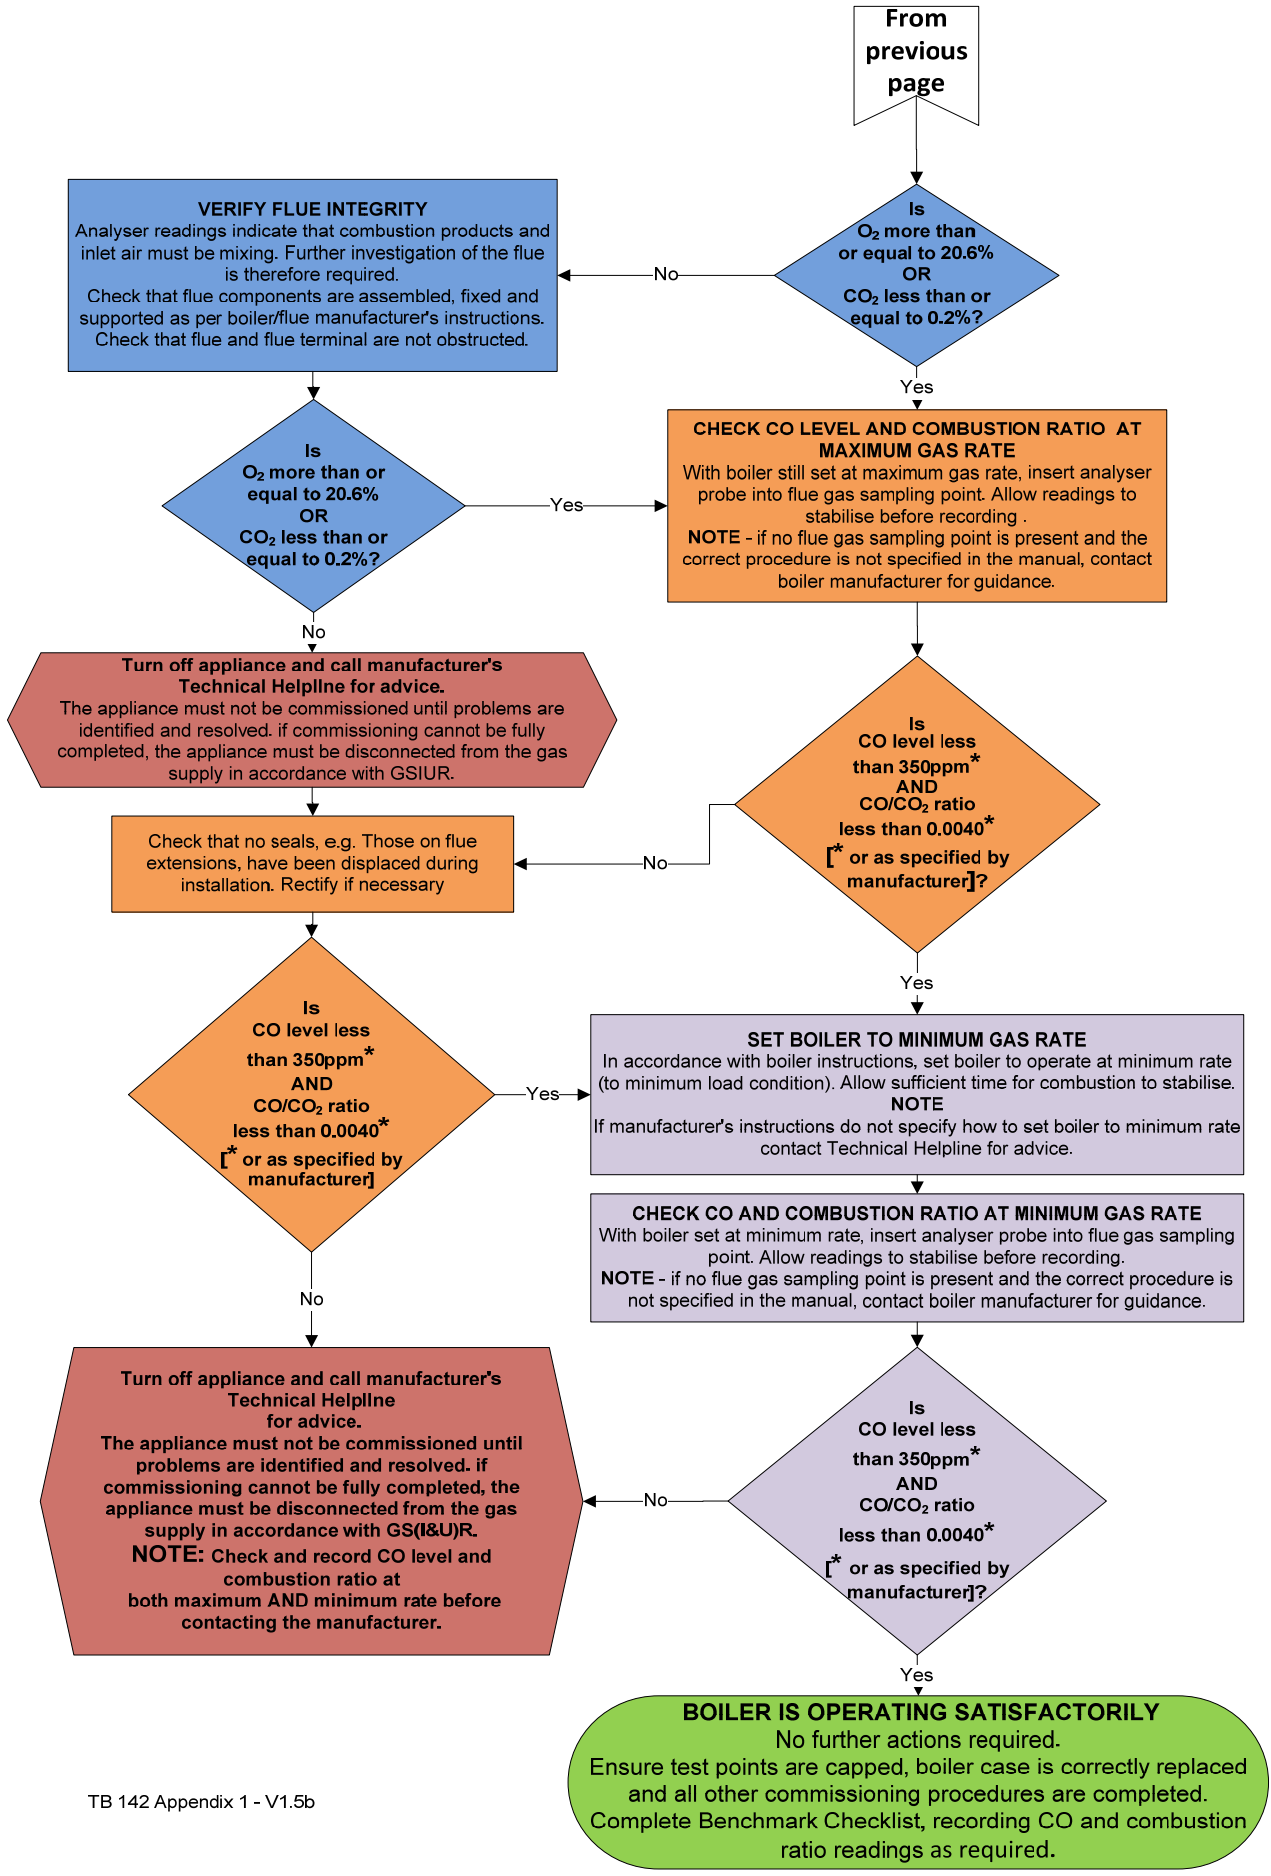 From
previous
page
Is
O₂ more than
or equal to 20.6%
OR
CO₂ less than or
equal to 0.2%?
No
VERIFY FLUE INTEGRITY
Analyser readings indicate that combustion products and
inlet air must be mixing. Further investigation of the flue
is therefore required.
Check that flue components are assembled, fixed and
supported as per boiler/flue manufacturer's instructions.
Check that flue and flue terminal are not obstructed.
Yes
Is
O₂ more than or
equal to 20.6%
OR
CO₂ less than or
equal to 0.2%?
Yes
CHECK CO LEVEL AND COMBUSTION RATIO AT
MAXIMUM GAS RATE
With boiler still set at maximum gas rate, insert analyser
probe into flue gas sampling point. Allow readings to
stabilise before recording .
NOTE - if no flue gas sampling point is present and the
correct procedure is not specified in the manual, contact
boiler manufacturer for guidance.
No
Turn off appliance and call manufacturer's
Technical Helpline for advice.
The appliance must not be commissioned until problems are
identified and resolved. if commissioning cannot be fully
completed, the appliance must be disconnected from the gas
supply in accordance with GSIUR.
Is
CO level less
than 350ppm*
AND
CO/CO₂ ratio
less than 0.0040*
[* or as specified by
manufacturer]?
No
Check that no seals, e.g. Those on flue
extensions, have been displaced during
installation. Rectify if necessary
Yes
Is
CO level less
than 350ppm*
AND
CO/CO₂ ratio
less than 0.0040*
[* or as specified by
manufacturer]
Yes
SET BOILER TO MINIMUM GAS RATE
In accordance with boiler instructions, set boiler to operate at minimum rate
(to minimum load condition). Allow sufficient time for combustion to stabilise.
NOTE
If manufacturer's instructions do not specify how to set boiler to minimum rate
contact Technical Helpline for advice.
CHECK CO AND COMBUSTION RATIO AT MINIMUM GAS RATE
With boiler set at minimum rate, insert analyser probe into flue gas sampling
point. Allow readings to stabilise before recording.
NOTE - if no flue gas sampling point is present and the correct procedure is
not specified in the manual, contact boiler manufacturer for guidance.
No
Turn off appliance and call manufacturer's
Technical Helpline
for advice.
The appliance must not be commissioned until
problems are identified and resolved. if
commissioning cannot be fully completed, the
appliance must be disconnected from the gas
supply in accordance with GS(I&U)R.
NOTE: Check and record CO level and
combustion ratio at
both maximum AND minimum rate before
contacting the manufacturer.
No
Is
CO level less
than 350ppm*
AND
CO/CO₂ ratio
less than 0.0040*
[* or as specified by
manufacturer]?
Yes
BOILER IS OPERATING SATISFACTORILY
No further actions required.
Ensure test points are capped, boiler case is correctly replaced
and all other commissioning procedures are completed.
Complete Benchmark Checklist, recording CO and combustion
ratio readings as required.
TB 142 Appendix 1 - V1.5b